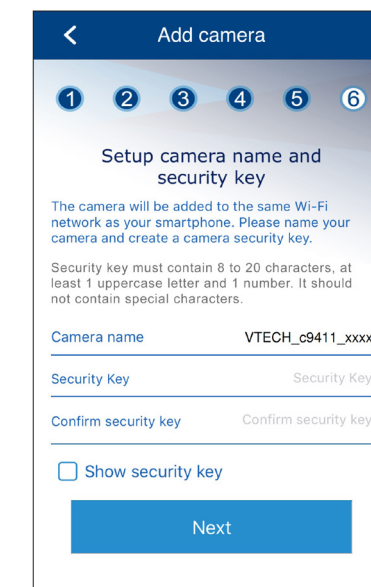 Add camera
1 2 3 4 5 6
Setup camera name and
security key
The camera will be added to the same Wi-Fi
network as your smartphone. Please name your
camera and create a camera security key.
Security key must contain 8 to 20 characters, at
least 1 uppercase letter and 1 number. It should
not contain special characters.
Camera name VTECH_c9411_xxxx
Security Key Security Key
Confirm security key Confirm security key
Show security key
Next